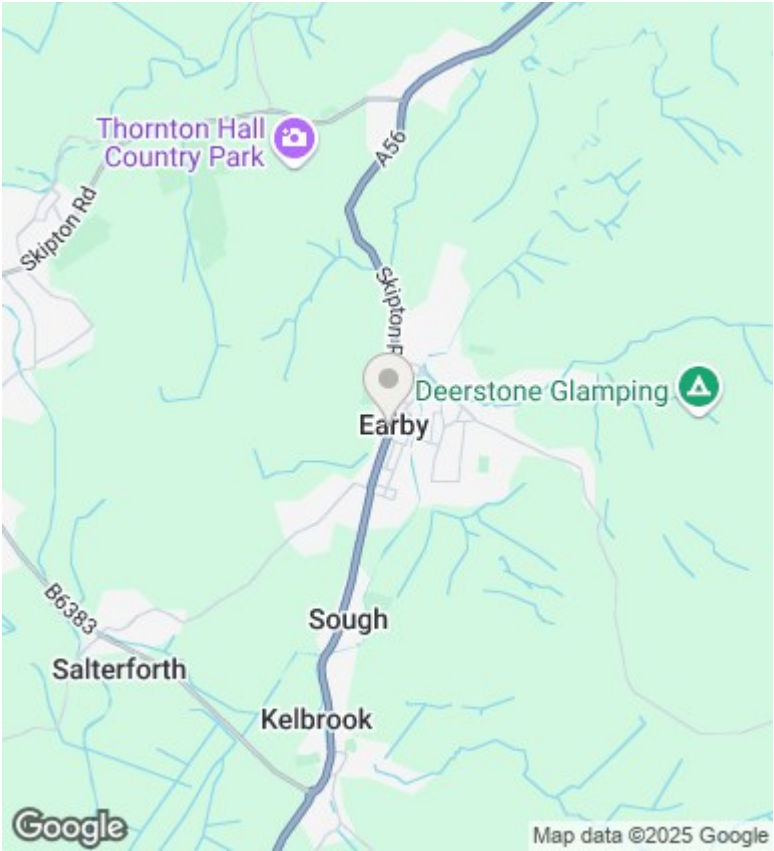 Thornton Hall
Country Park
A56
Skipton Rd
Skipton R
Deerstone Glamping
Earby
B6383
Sough
Salterforth
Kelbrook
Google
Map data ©2025 Google